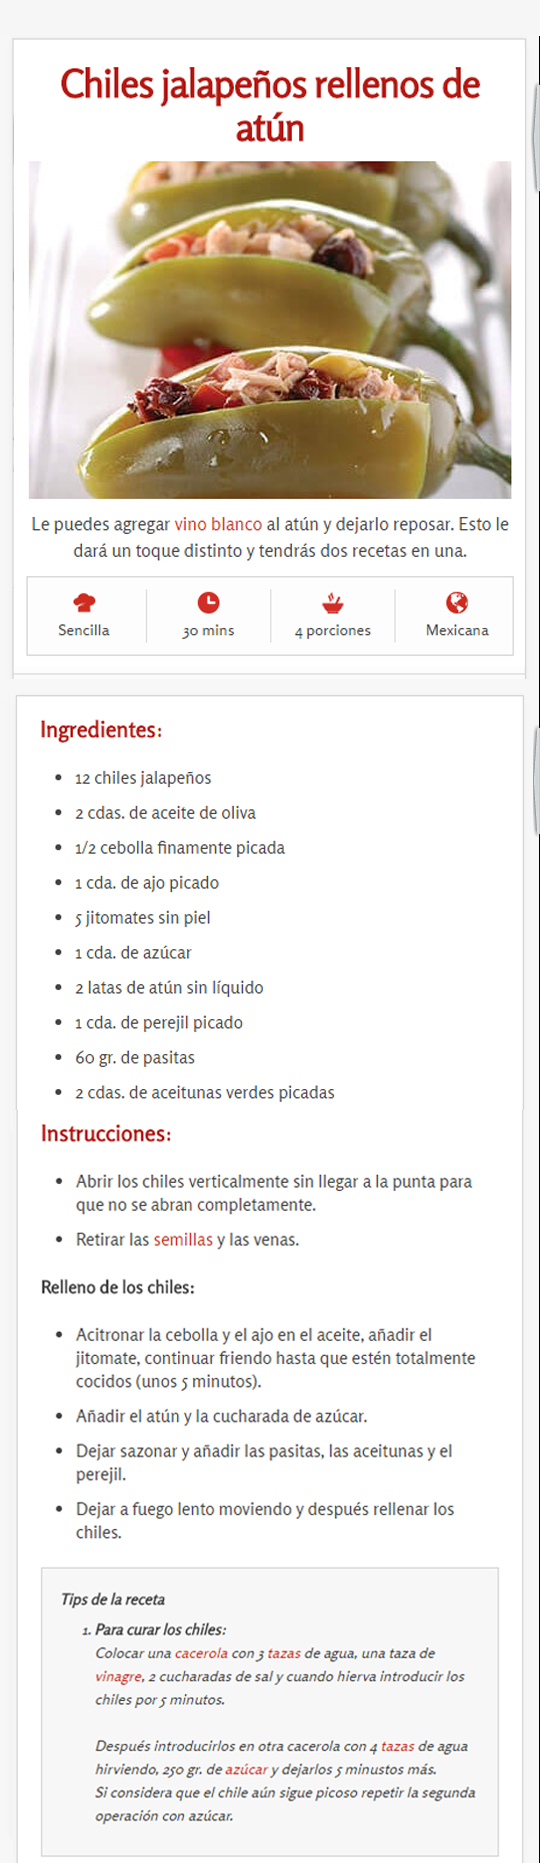 Chiles jalapeños rellenos de
atún
Le puedes agregar vino blanco al atún y dejarlo reposar. Esto le
dará un toque distinto y tendrás dos recetas en una.
Sencilla
30 mins
4 porciones
Mexicana
Ingredientes:
• 12 chiles jalapeños
• 2 cdas. de aceite de oliva
• 1/2 cebolla finamente picada
• 1 cda. de ajo picado
• 5 jitomates sin piel
• 1 cda. de azúcar
• 2 latas de atún sin líquido
• 1 cda. de perejil picado
• 60 gr. de pasitas
• 2 cdas. de aceitunas verdes picadas
Instrucciones:
• Abrir los chiles verticalmente sin llegar a la punta para
que no se abran completamente.
• Retirar las semillas y las venas.
Relleno de los chiles:
• Acitronar la cebolla y el ajo en el aceite, añadir el
jitomate, continuar friendo hasta que estén totalmente
cocidos (unos 5 minutos).
• Añadir el atún y la cucharada de azúcar.
• Dejar sazonar y añadir las pasitas, las aceitunas y el
perejil.
• Dejar a fuego lento moviendo y después rellenar los
chiles.
Tips de la receta
1. Para curar los chiles:
Colocar una cacerola con 3 tazas de agua, una taza de
vinagre, 2 cucharadas de sal y cuando hierva introducir los
chiles por 5 minutos.
Después introducirlos en otra cacerola con 4 tazas de agua
hirviendo, 250 gr. de azúcar y dejarlos 5 minustos más.
Si considera que el chile aún sigue picoso repetir la segunda
operación con azúcar.